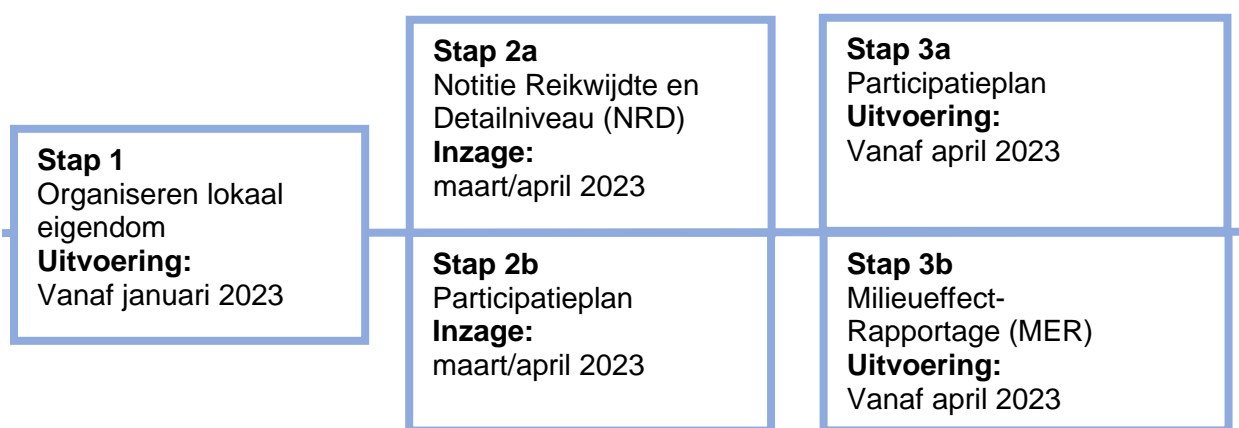 Stap 1
Organiseren lokaal
eigendom
Uitvoering:
Vanaf januari 2023
Stap 2a
Notitie Reikwijdte en
Detailniveau (NRD)
Inzage:
maart/april 2023
Stap 2b
Participatieplan
Inzage:
maart/april 2023
Stap 3a
Participatieplan
Uitvoering:
Vanaf april 2023
Stap 3b
Milieueffect-
Rapportage (MER)
Uitvoering:
Vanaf april 2023